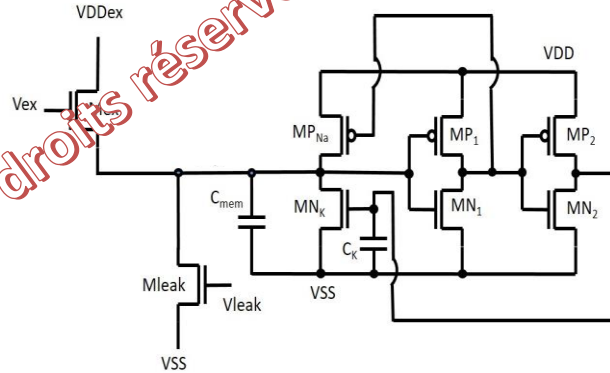 VDDex
droits réserv
VDD
Vex
MP_Na
MP_1
MP_2
C_mem
MN_K
MN_1
MN_2
C_K
Mleak
Vleak
VSS
VSS